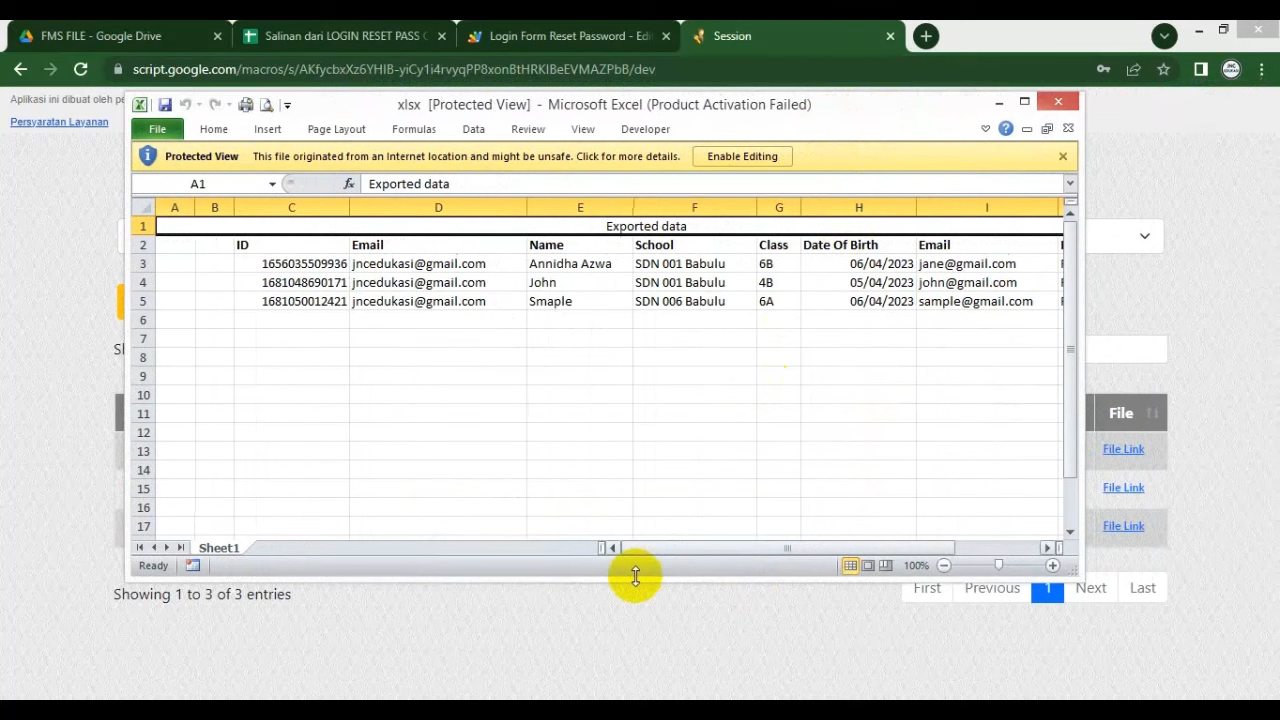 FMS FILE - Google Drive
Salinan dari LOGIN RESET PASS
Login Form Reset Password - Edi
Session
script.google.com/macros/s/AKfycbxXz6YHIB-yiCy1i4rvyqPP8xonBtHRKIBeEVMAZPbB/dev
Aplikasi ini dibuat oleh pe
Persyaratan Layanan
xlsx [Protected View] - Microsoft Excel (Product Activation Failed)
File Home Insert Page Layout Formulas Data Review View Developer
Protected View This file originated from an Internet location and might be unsafe. Click for more details. Enable Editing
A1 fx Exported data
A B C D E F G H I
1 Exported data
2 ID Email Name School Class Date Of Birth Email
3 1656035509936 jncedukasi@gmail.com Annidha Azwa SDN 001 Babulu 6B 06/04/2023 jane@gmail.com
4 1681048690171 jncedukasi@gmail.com John SDN 001 Babulu 4B 05/04/2023 john@gmail.com
5 1681050012421 jncedukasi@gmail.com Smaple SDN 006 Babulu 6A 06/04/2023 sample@gmail.com
6
7
8
9
10
11
12
13
14
15
16
17
Sheet1
Ready 100%
File
File Link
File Link
File Link
Showing 1 to 3 of 3 entries
First Previous 1 Next Last